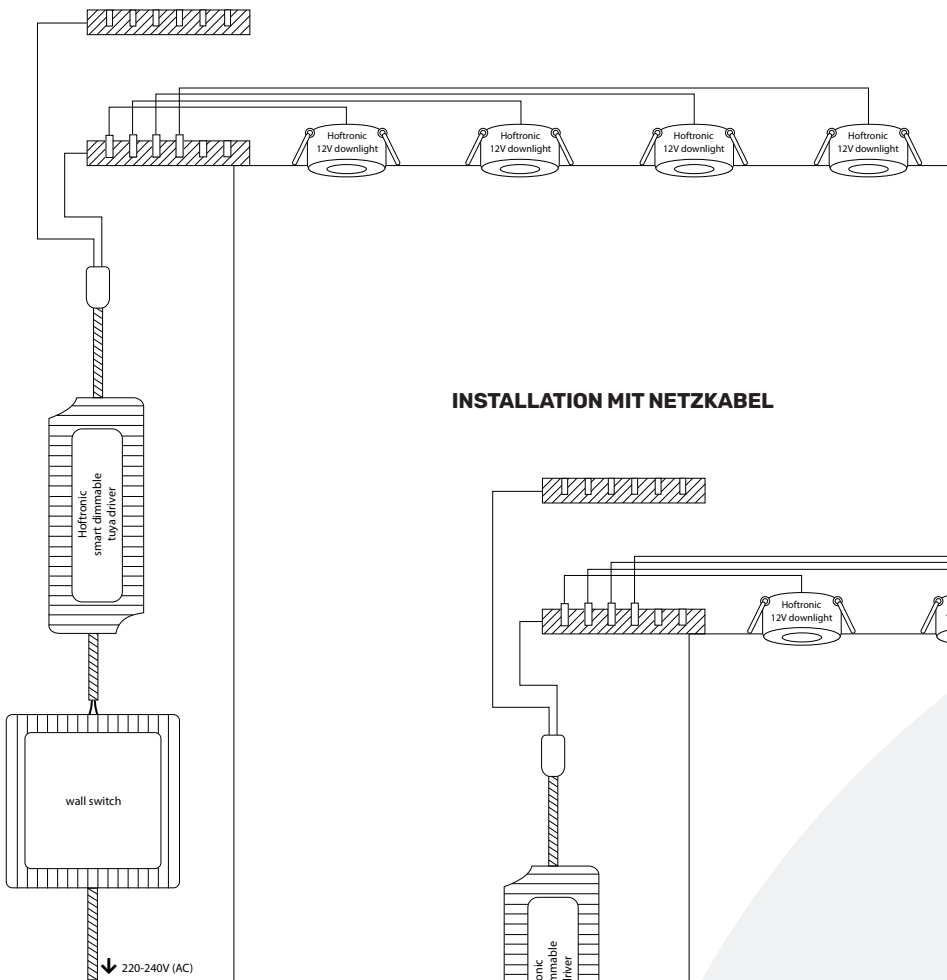 Hoftronic
12V downlight
Hoftronic
12V downlight
Hoftronic
12V downlight
Hoftronic
12V downlight
Hoftronic
smart dimmable
tuya driver
wall switch
220-240V (AC)
INSTALLATION MIT NETZKABEL
Hoftronic
12V downlight